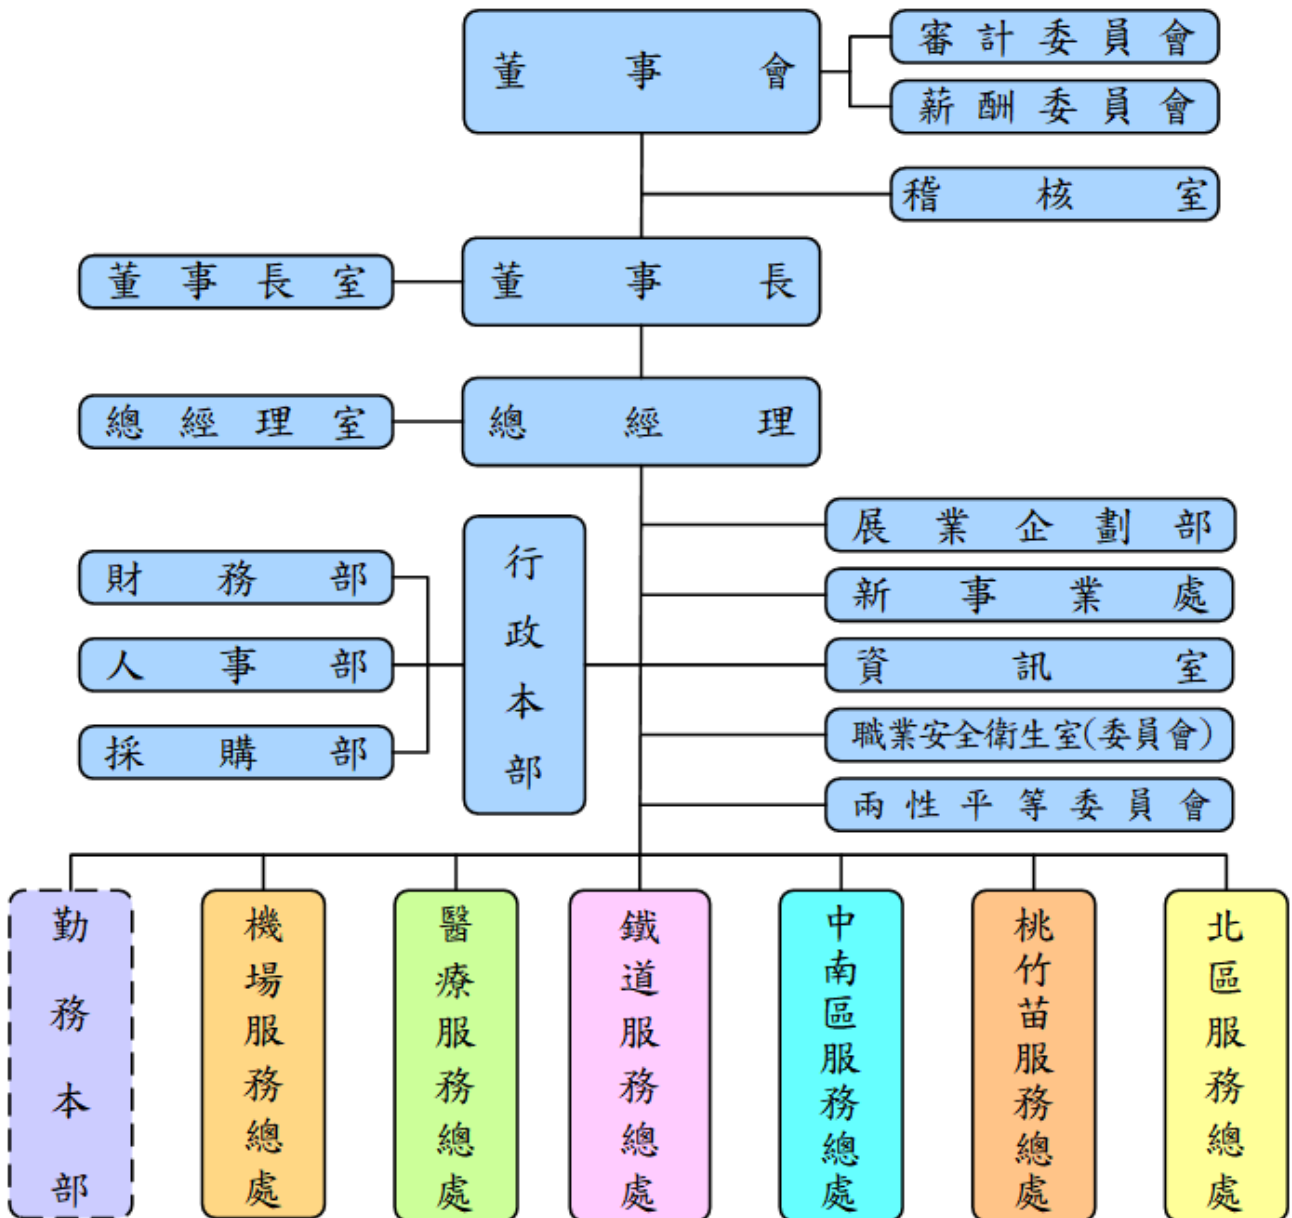 董事會
審計委員會
薪酬委員會
稽核室
董事長室
董事長
總經理室
總經理
展業企劃部
新事業處
資訊室
職業安全衛生室(委員會)
兩性平等委員會
行政本部
財務部
人事部
採購部
勤務本部
機場服務總處
醫療服務總處
鐵道服務總處
中南區服務總處
桃竹苗服務總處
北區服務總處